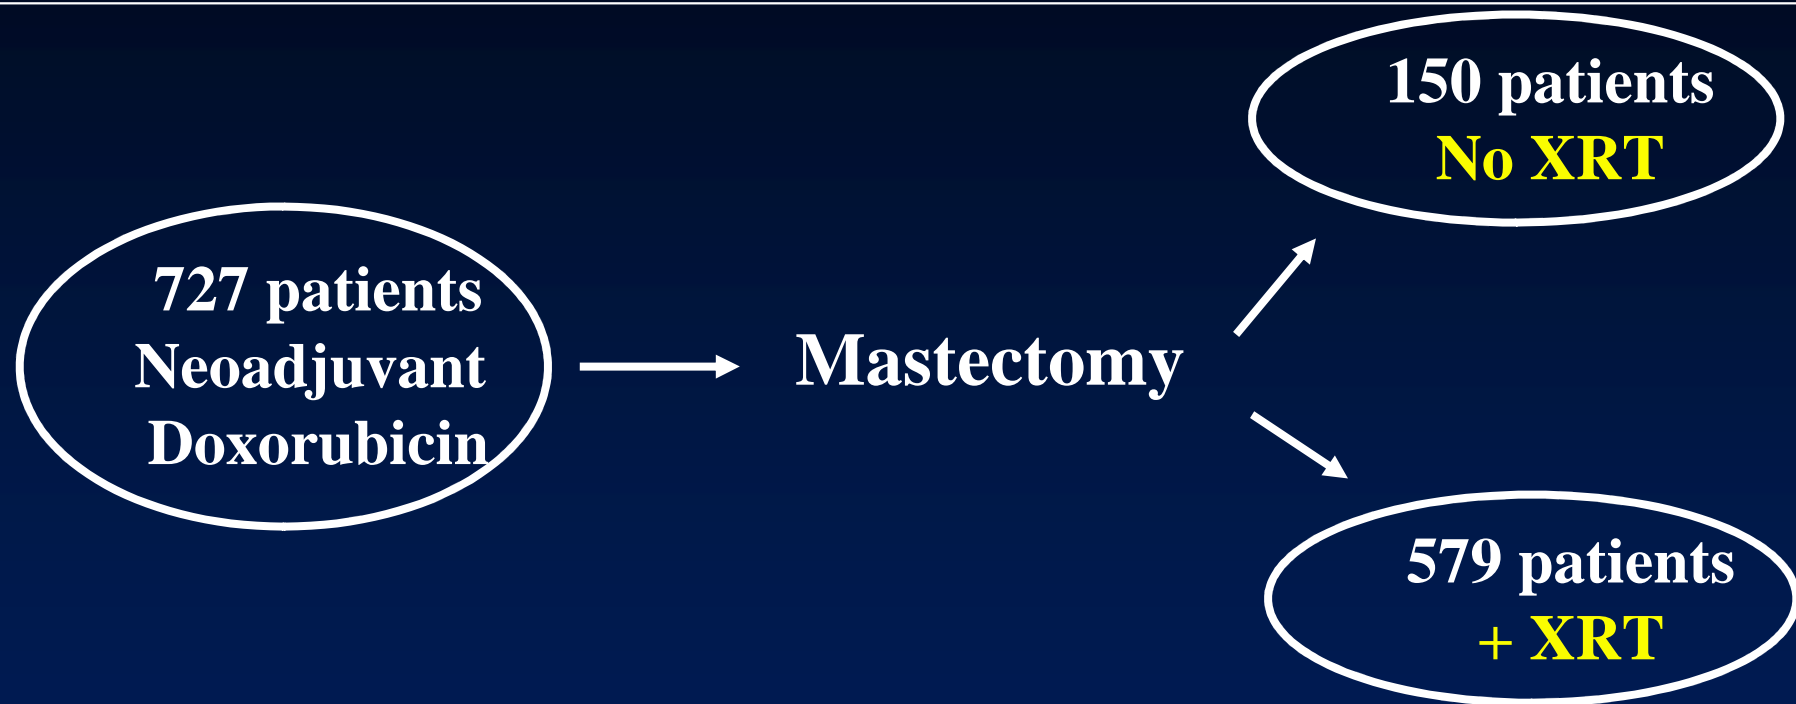 727 patients
Neoadjuvant
Doxorubicin
Mastectomy
150 patients
No XRT
579 patients
+ XRT